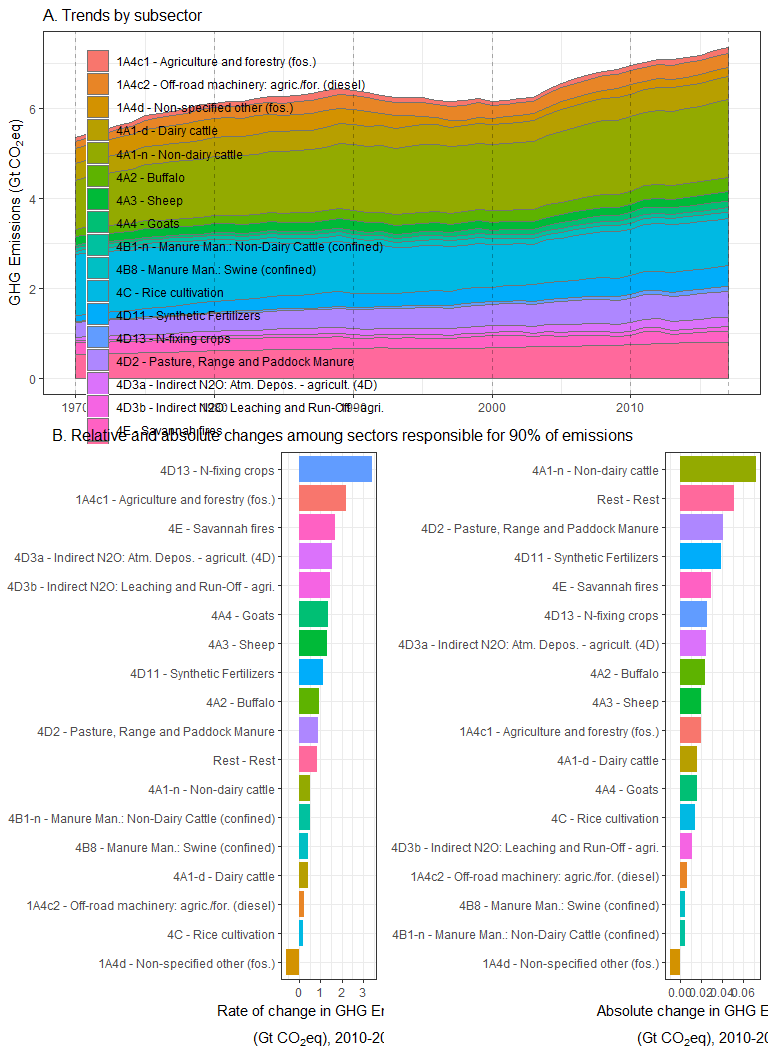 A. Trends by subsector
GHG Emissions (Gt CO2eq)
6
4
2
0
1A4c1 - Agriculture and forestry (fos.)
1A4c2 - Off-road machinery: agric./for. (diesel)
1A4d - Non-specified other (fos.)
4A1-d - Dairy cattle
4A1-n - Non-dairy cattle
4A2 - Buffalo
4A3 - Sheep
4A4 - Goats
4B1-n - Manure Man.: Non-Dairy Cattle (confined)
4B8 - Manure Man.: Swine (confined)
4C - Rice cultivation
4D11 - Synthetic Fertilizers
4D13 - N-fixing crops
4D2 - Pasture, Range and Paddock Manure
4D3a - Indirect N2O: Atm. Depos. - agricult. (4D)
4D3b - Indirect N2O: Leaching and Run-Off - agri.
4E - Savannah fires
1970 1980 1990 2000 2010
B. Relative and absolute changes amoung sectors responsible for 90% of emissions
4D13 - N-fixing crops
1A4c1 - Agriculture and forestry (fos.)
4E - Savannah fires
4D3a - Indirect N2O: Atm. Depos. - agricult. (4D)
4D3b - Indirect N2O: Leaching and Run-Off - agri.
4A4 - Goats
4A3 - Sheep
4D11 - Synthetic Fertilizers
4A2 - Buffalo
4D2 - Pasture, Range and Paddock Manure
Rest - Rest
4A1-n - Non-dairy cattle
4B1-n - Manure Man.: Non-Dairy Cattle (confined)
4B8 - Manure Man.: Swine (confined)
4A1-d - Dairy cattle
1A4c2 - Off-road machinery: agric./for. (diesel)
4C - Rice cultivation
1A4d - Non-specified other (fos.)
0 1 2 3
Rate of change in GHG Er
(Gt CO2eq), 2010-20
4A1-n - Non-dairy cattle
Rest - Rest
4D2 - Pasture, Range and Paddock Manure
4D11 - Synthetic Fertilizers
4E - Savannah fires
4D13 - N-fixing crops
4D3a - Indirect N2O: Atm. Depos. - agricult. (4D)
4A2 - Buffalo
4A3 - Sheep
1A4c1 - Agriculture and forestry (fos.)
4A1-d - Dairy cattle
4A4 - Goats
4C - Rice cultivation
4D3b - Indirect N2O: Leaching and Run-Off - agri.
1A4c2 - Off-road machinery: agric./for. (diesel)
4B8 - Manure Man.: Swine (confined)
4B1-n - Manure Man.: Non-Dairy Cattle (confined)
1A4d - Non-specified other (fos.)
0.00 0.02 0.04 0.06
Absolute change in GHG E
(Gt CO2eq), 2010-20